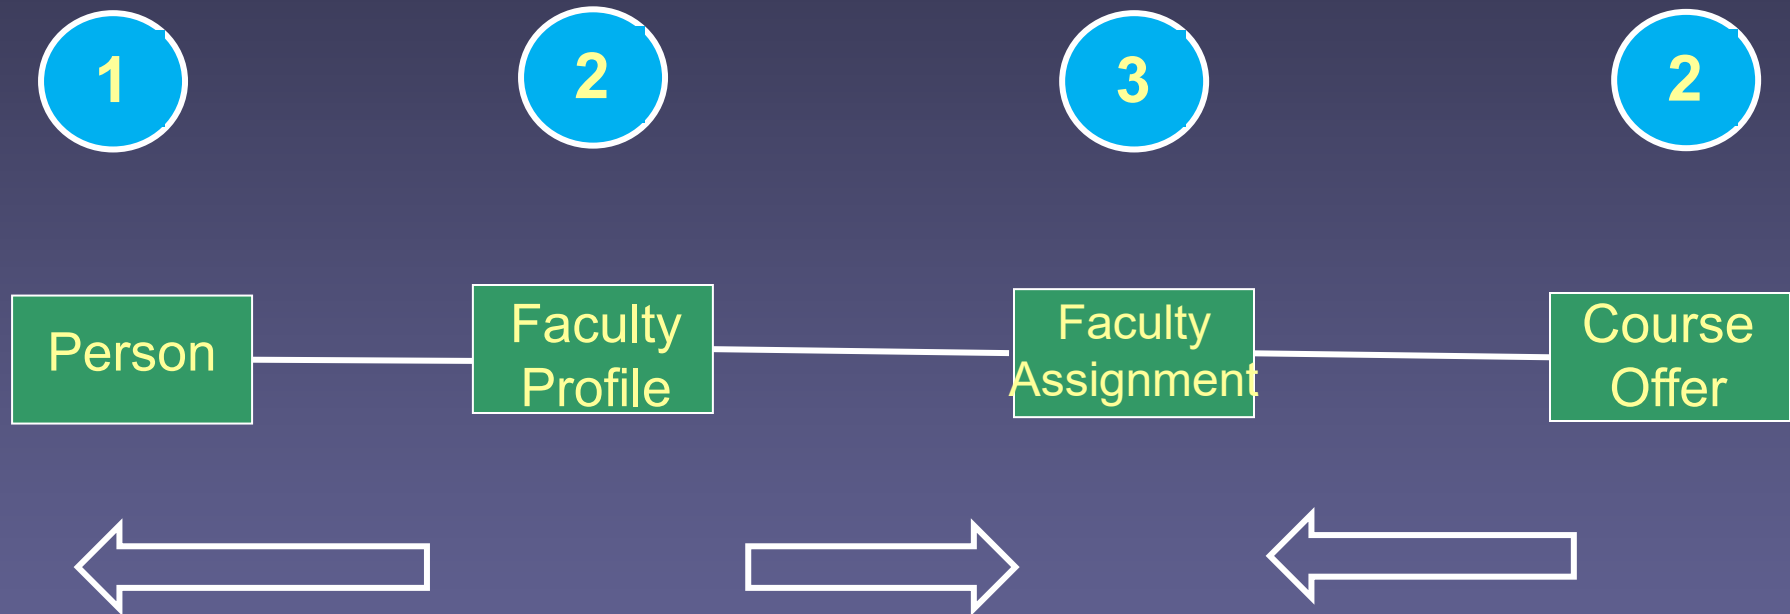 1
2
3
2
Person
Faculty
Profile
Faculty
Assignment
Course
Offer